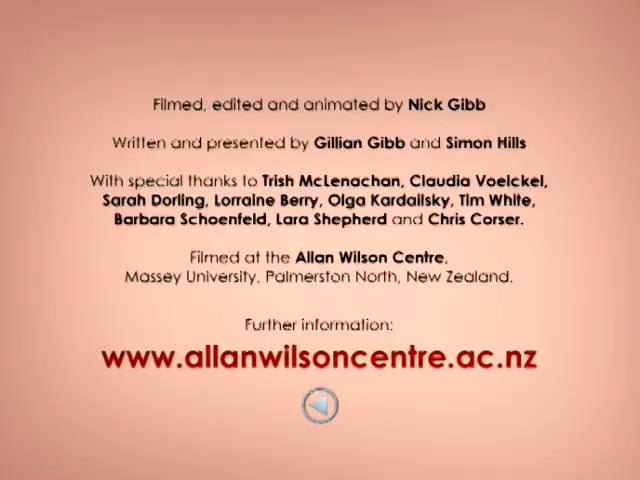 Filmed, edited and animated by Nick Gibb
Written and presented by Gillian Gibb and Simon Hills
With special thanks to Trish McLenachan, Claudia Voelckel,
Sarah Dorling, Lorraine Berry, Olga Kardailsky, Tim White,
Barbara Schoenfeld, Lara Shepherd and Chris Corser.
Filmed at the Allan Wilson Centre,
Massey University, Palmerston North, New Zealand.
Further information:
www.allanwilsoncentre.ac.nz